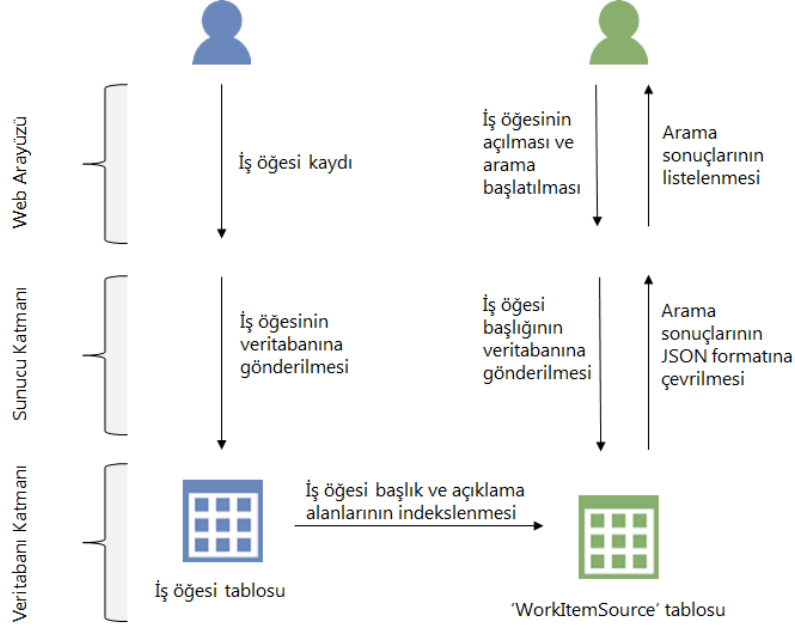 Web Arayüzü
İş öğesi kaydı
İş öğesinin
açılması ve
arama
başlatılması
Arama
sonuçlarının
listelenmesi
Sunucu Katmanı
İş öğesinin
veritabanına
gönderilmesi
İş öğesi
başlığının
veritabanına
gönderilmesi
Arama
sonuçlarının
JSON formatına
çevrilmesi
Veritabanı Katmanı
İş öğesi başlık ve açıklama
alanlarının indekslenmesi
İş öğesi tablosu
‘WorkItemSource’ tablosu